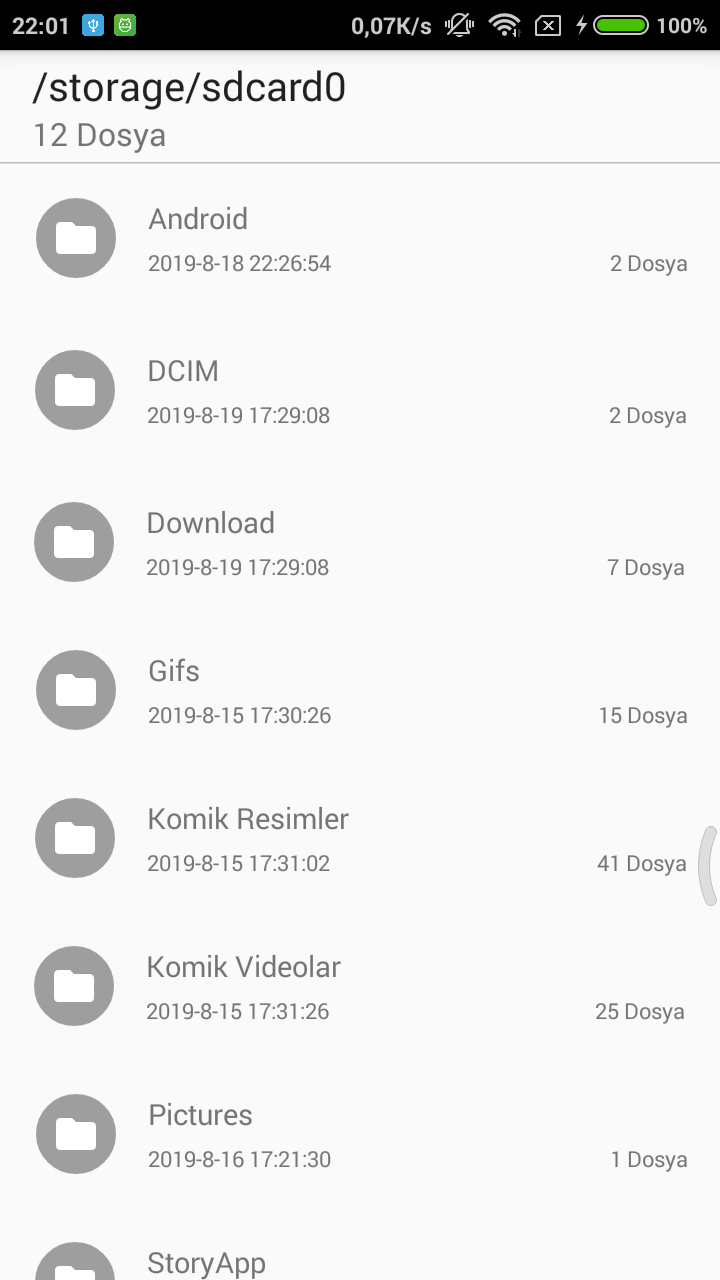 22:01 0,07K/s 100%
/storage/sdcard0
12 Dosya
Android
2019-8-18 22:26:54 2 Dosya
DCIM
2019-8-19 17:29:08 2 Dosya
Download
2019-8-19 17:29:08 7 Dosya
Gifs
2019-8-15 17:30:26 15 Dosya
Komik Resimler
2019-8-15 17:31:02 41 Dosya
Komik Videolar
2019-8-15 17:31:26 25 Dosya
Pictures
2019-8-16 17:21:30 1 Dosya
StoryApp